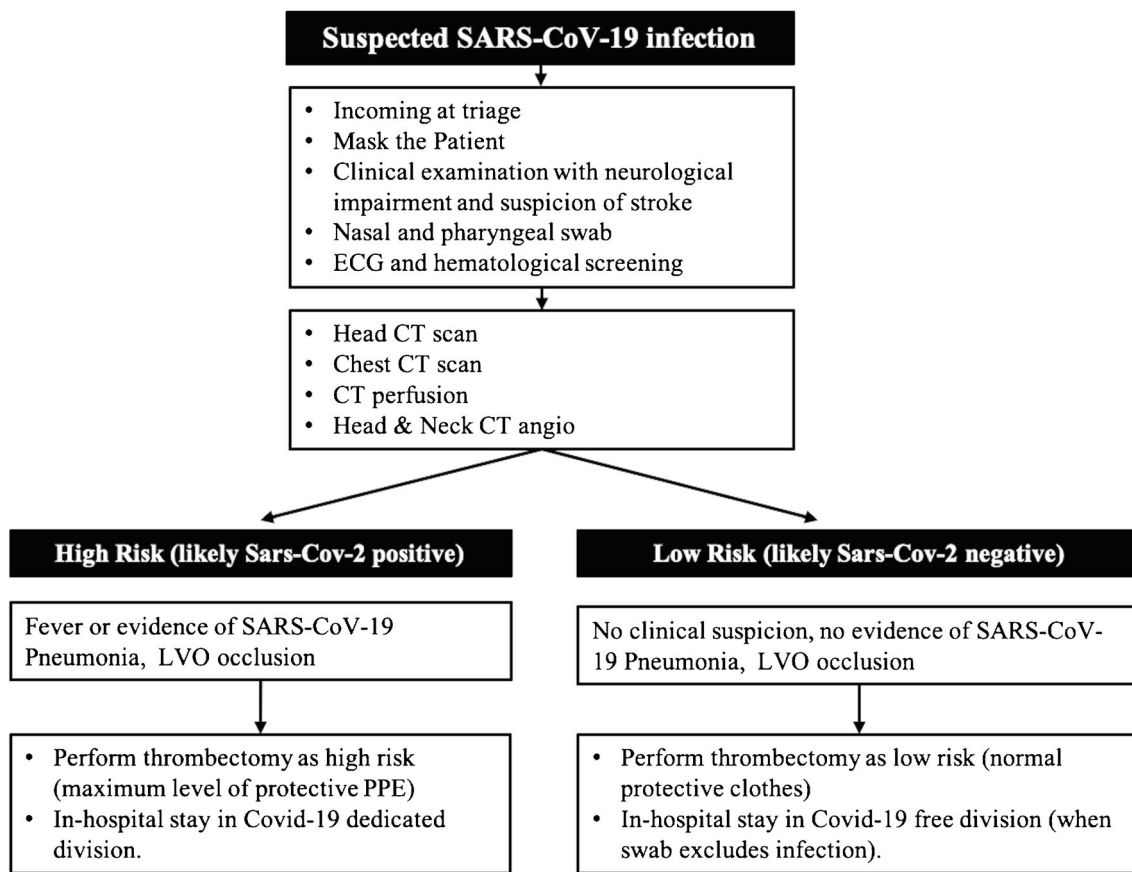 Suspected SARS-CoV-19 infection
• Incoming at triage
• Mask the Patient
• Clinical examination with neurological
impairment and suspicion of stroke
• Nasal and pharyngeal swab
• ECG and hematological screening
• Head CT scan
• Chest CT scan
• CT perfusion
• Head & Neck CT angio
High Risk (likely Sars-Cov-2 positive)
Fever or evidence of SARS-CoV-19
Pneumonia, LVO occlusion
• Perform thrombectomy as high risk
(maximum level of protective PPE)
• In-hospital stay in Covid-19 dedicated
division.
Low Risk (likely Sars-Cov-2 negative)
No clinical suspicion, no evidence of SARS-CoV-
19 Pneumonia, LVO occlusion
• Perform thrombectomy as low risk (normal
protective clothes)
• In-hospital stay in Covid-19 free division (when
swab excludes infection).